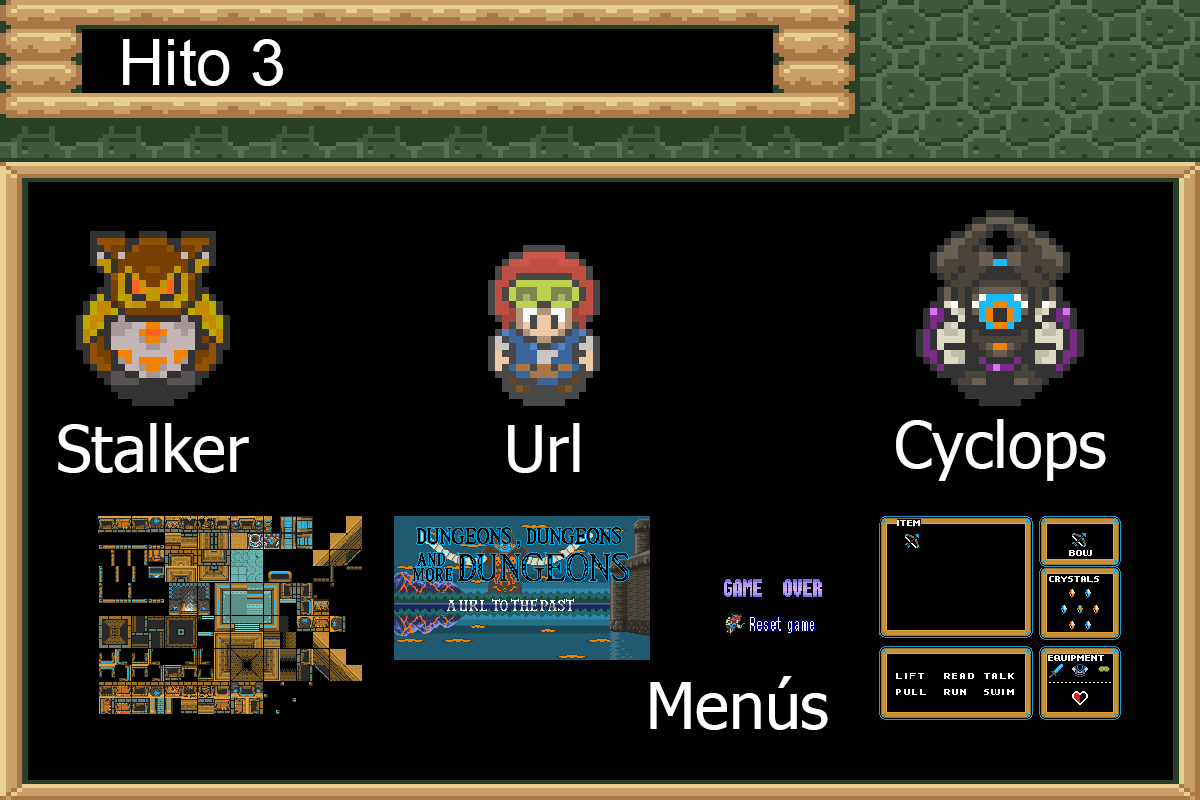 Hito 3
Stalker
Url
Cyclops
DUNGEONS, DUNGEONS
AND MORE DUNGEONS
A URL TO THE PAST
GAME OVER
Reset game
Menús
ITEM
BOW
CRYSTALS
LIFT READ TALK
PULL RUN SWIM
EQUIPMENT